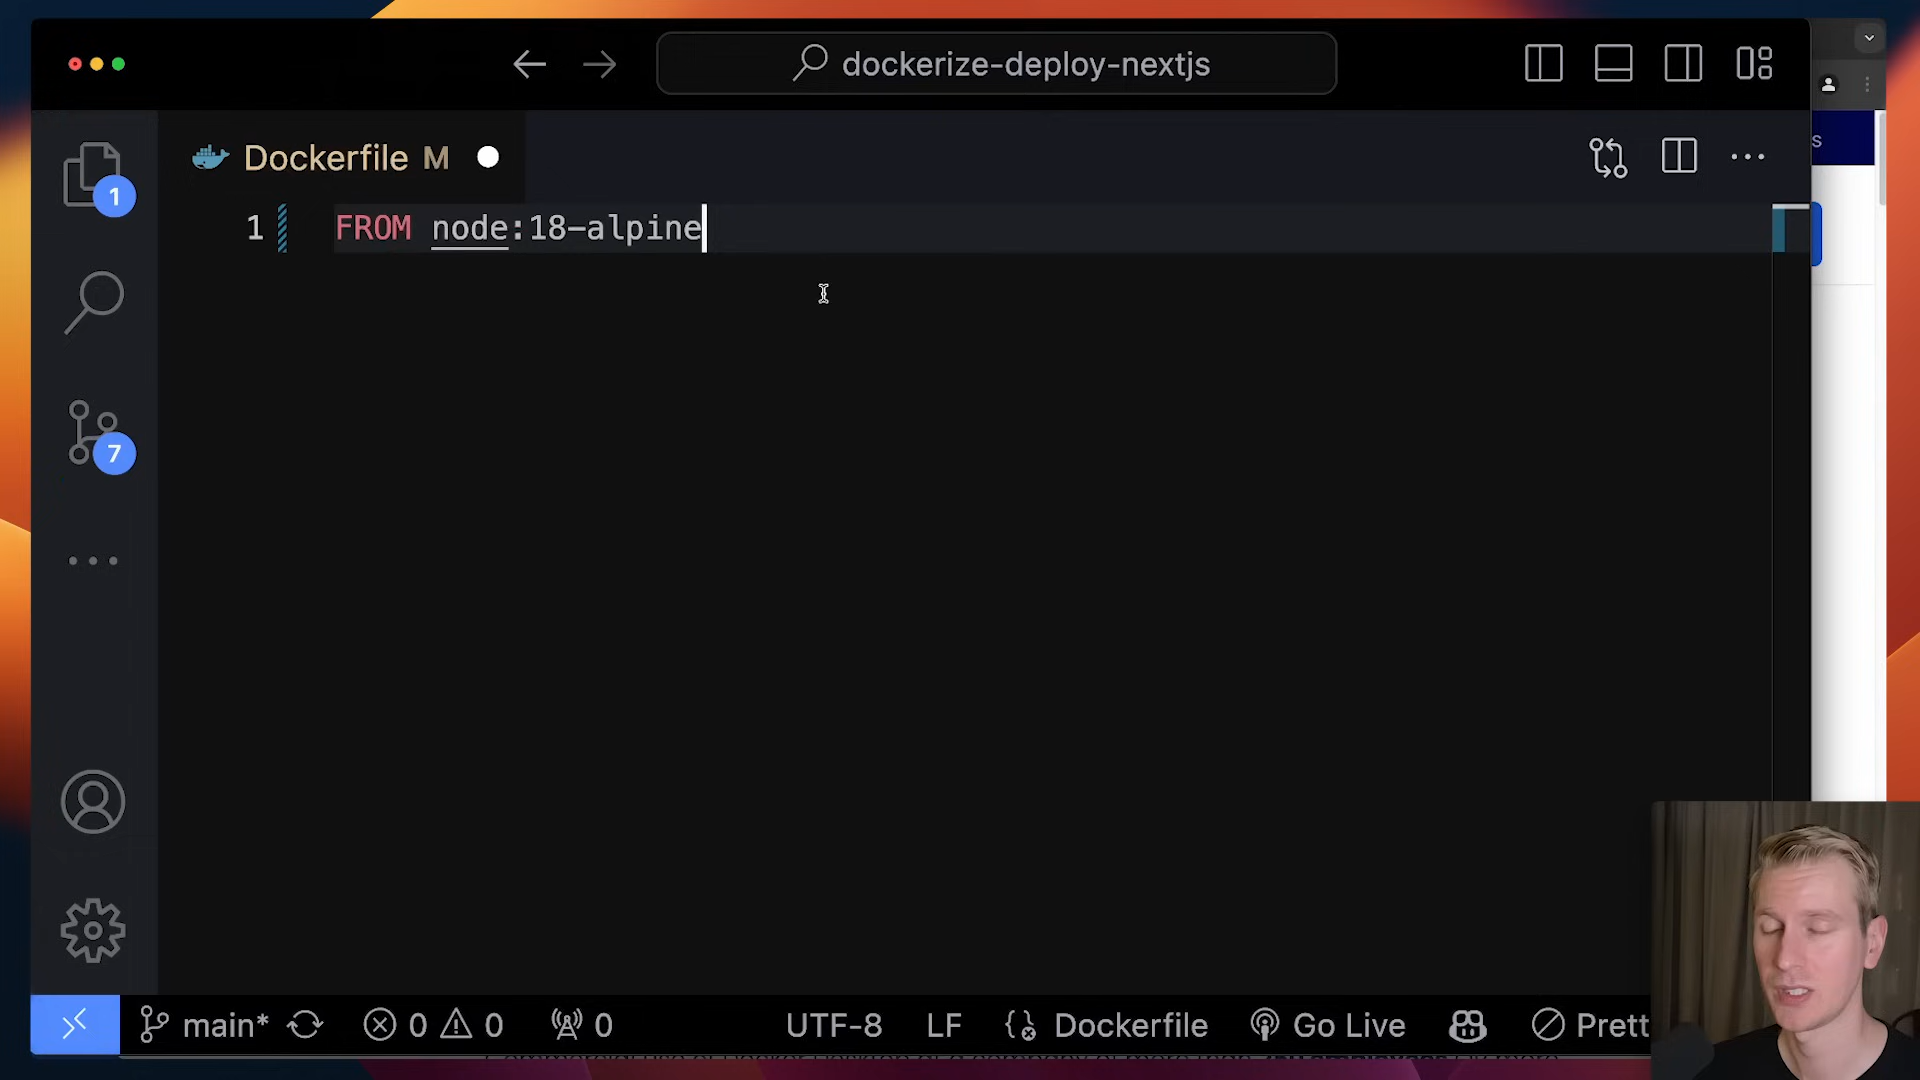 dockerize-deploy-nextjs
s
Dockerfile M
1
1 FROM node:18-alpine
7
main* 0 0 0 UTF-8 LF Dockerfile Go Live Prett